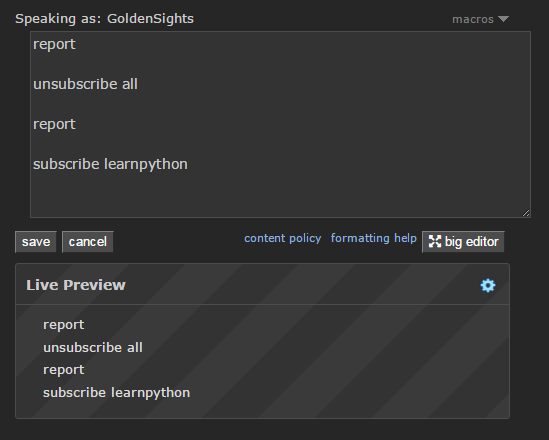 Speaking as: GoldenSights macros
report
unsubscribe all
report
subscribe learnpython
save cancel content policy formatting help big editor
Live Preview
report
unsubscribe all
report
subscribe learnpython